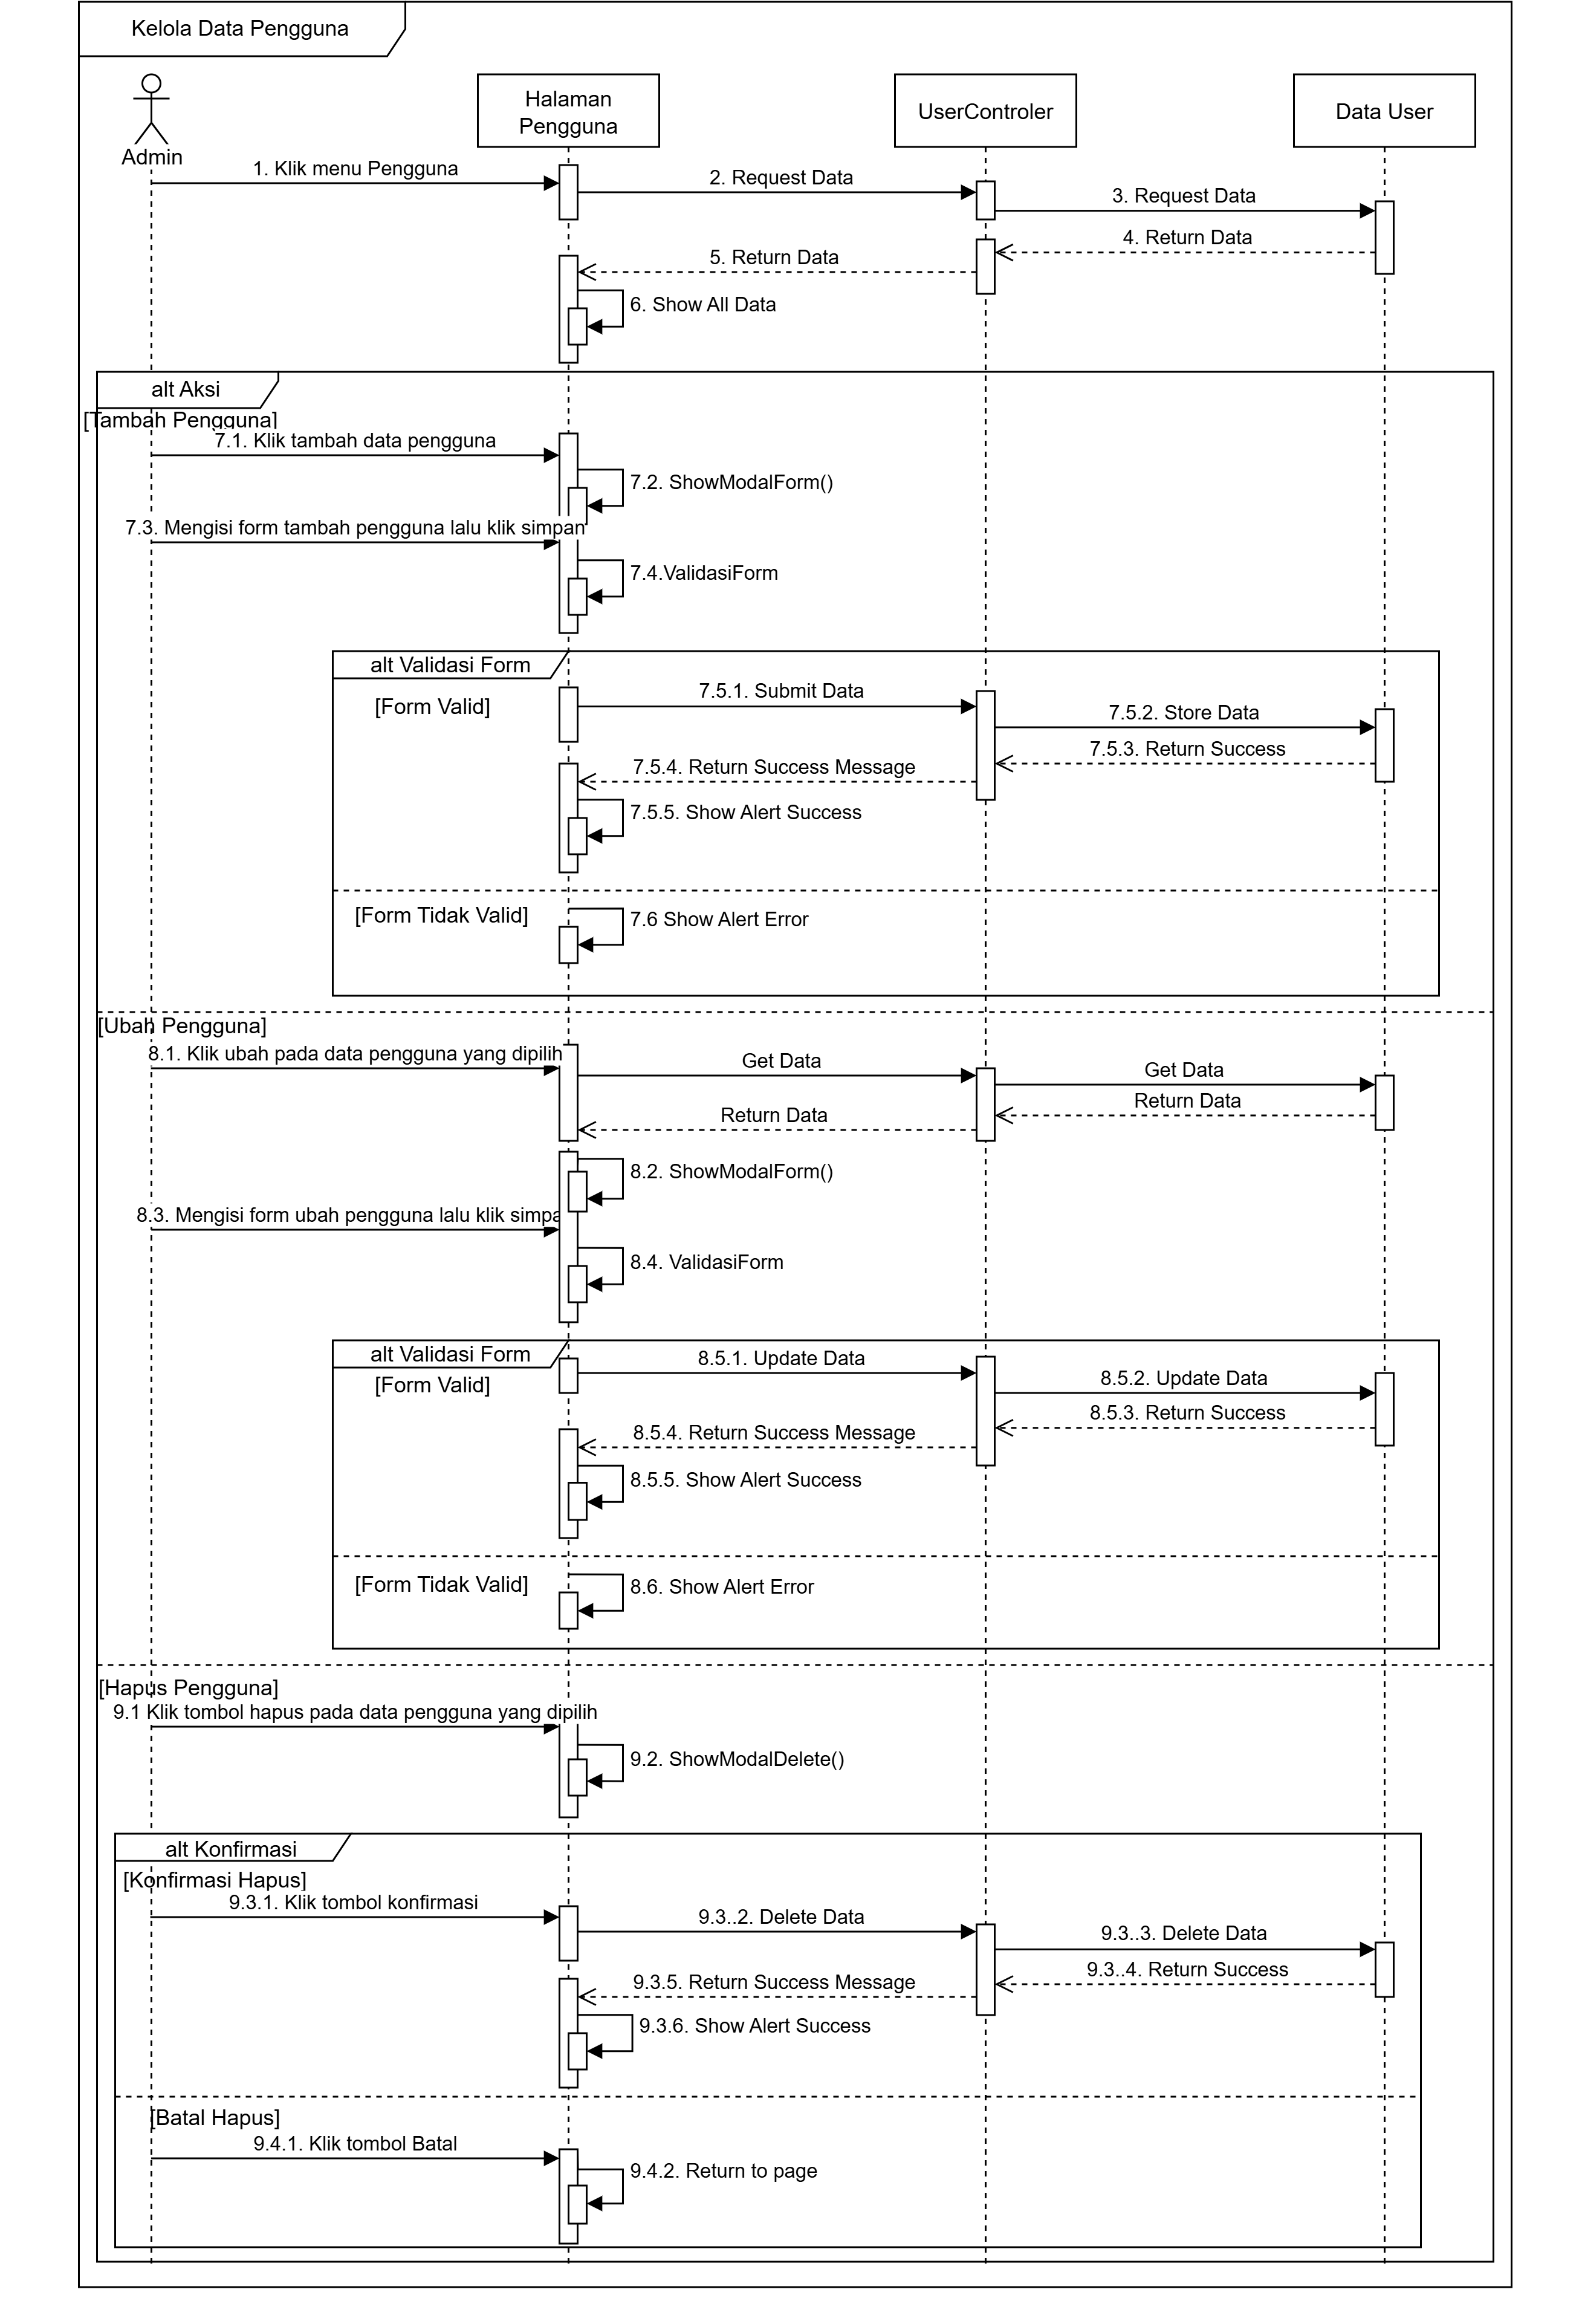 Kelola Data Pengguna
Halaman
Pengguna
UserControler
Data User
Admin
1. Klik menu Pengguna
2. Request Data
3. Request Data
4. Return Data
5. Return Data
6. Show All Data
alt Aksi
[Tambah Pengguna]
7.1. Klik tambah data pengguna
7.2. ShowModalForm()
7.3. Mengisi form tambah pengguna lalu klik simpan
7.4.ValidasiForm
alt Validasi Form
[Form Valid]
7.5.1. Submit Data
7.5.2. Store Data
7.5.3. Return Success
7.5.4. Return Success Message
7.5.5. Show Alert Success
[Form Tidak Valid]
7.6 Show Alert Error
[Ubah Pengguna]
8.1. Klik ubah pada data pengguna yang dipilih
Get Data
Get Data
Return Data
Return Data
8.2. ShowModalForm()
8.3. Mengisi form ubah pengguna lalu klik simpa
8.4. ValidasiForm
alt Validasi Form
[Form Valid]
8.5.1. Update Data
8.5.2. Update Data
8.5.3. Return Success
8.5.4. Return Success Message
8.5.5. Show Alert Success
[Form Tidak Valid]
8.6. Show Alert Error
[Hapus Pengguna]
9.1 Klik tombol hapus pada data pengguna yang dipilih
9.2. ShowModalDelete()
alt Konfirmasi
[Konfirmasi Hapus]
9.3.1. Klik tombol konfirmasi
9.3..2. Delete Data
9.3..3. Delete Data
9.3..4. Return Success
9.3.5. Return Success Message
9.3.6. Show Alert Success
[Batal Hapus]
9.4.1. Klik tombol Batal
9.4.2. Return to page